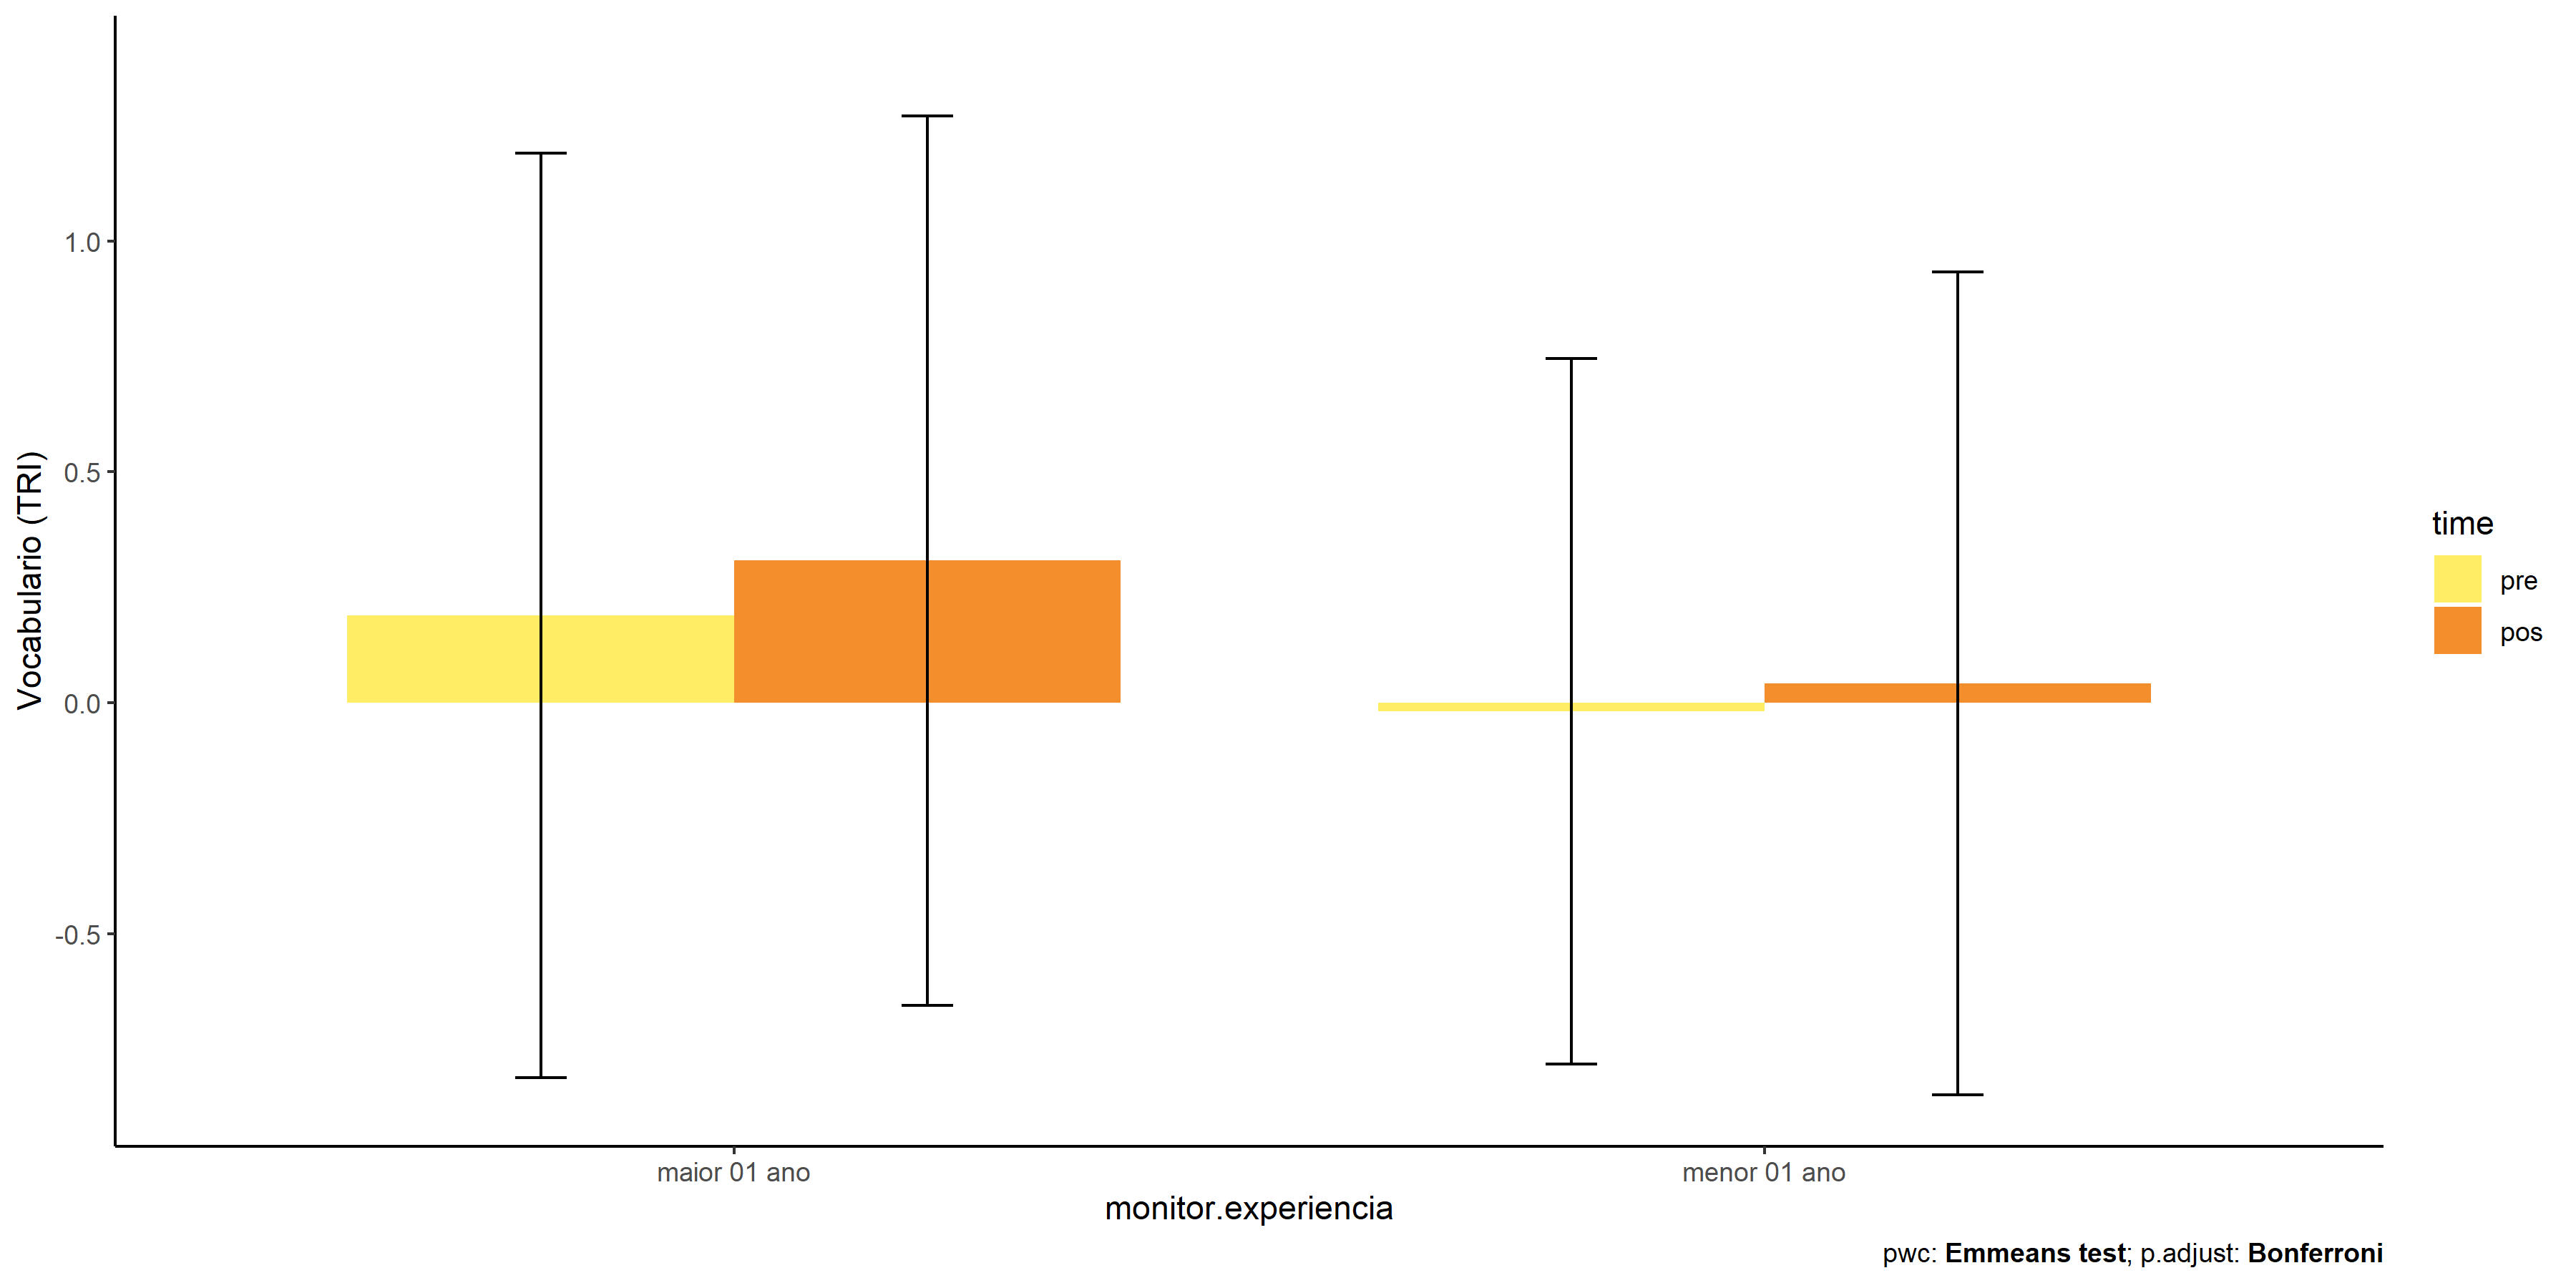 Vocabulario (TRI)
1.0
0.5
0.0
-0.5
maior 01 ano
menor 01 ano
monitor.experiencia
time
pre
pos
pwc: Emmeans test; p.adjust: Bonferroni